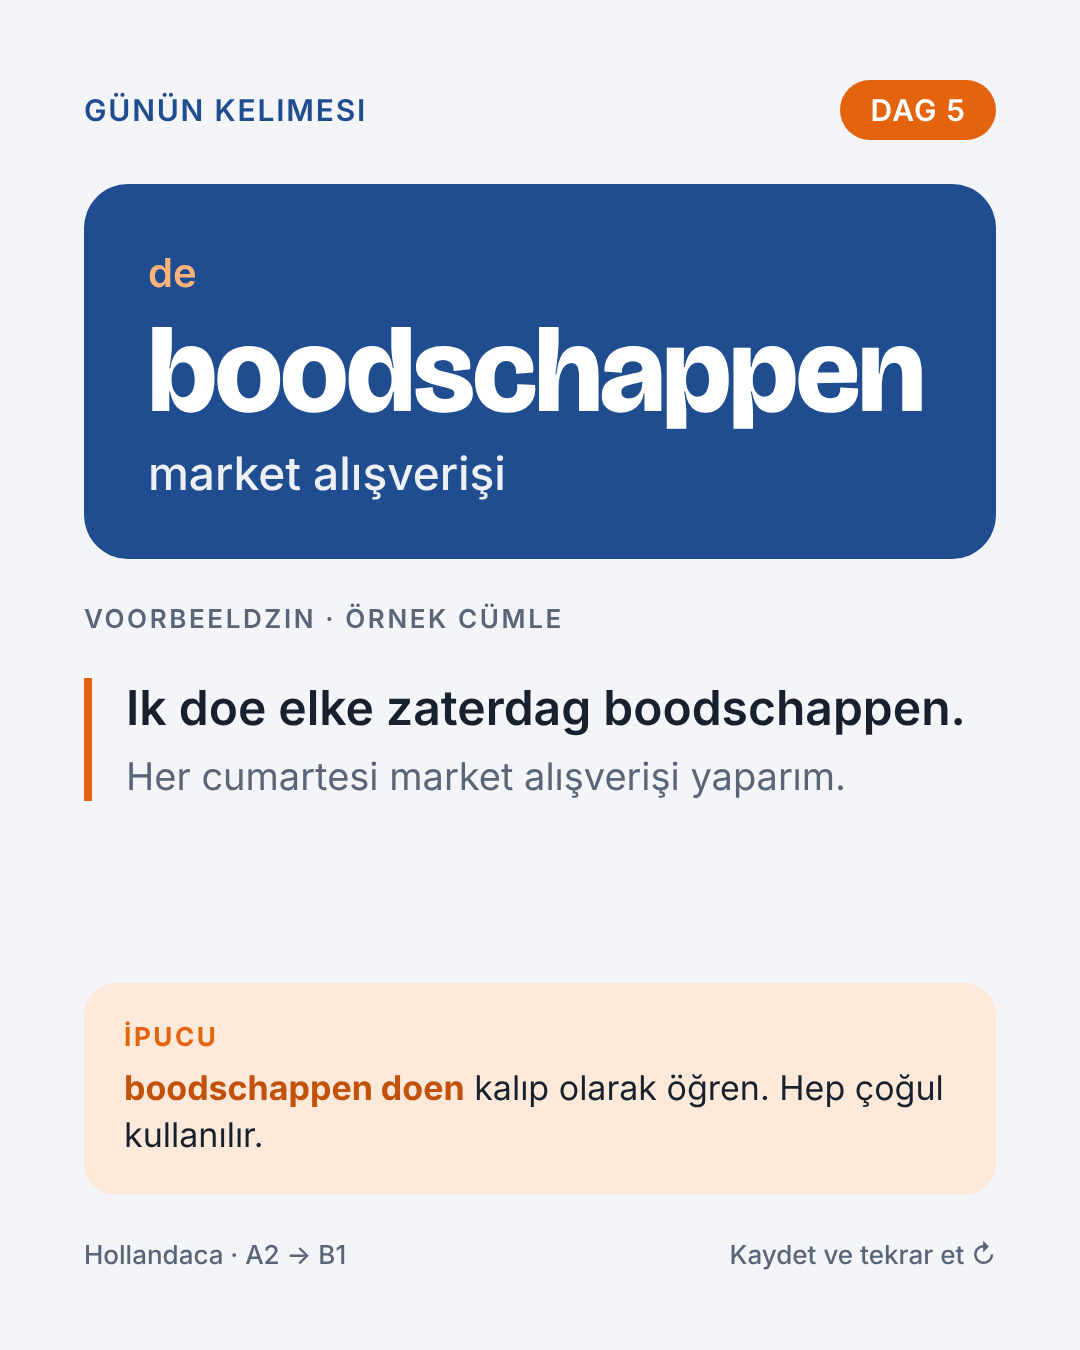 GÜNÜN KELIMESI
DAG 5
de
boodschappen
market alışverişi
VOORBEELDZIN · ÖRNEK CÜMLE
Ik doe elke zaterdag boodschappen.
Her cumartesi market alışverişi yaparım.
İPUCU
boodschappen doen kalıp olarak öğren. Hep çoğul
kullanılır.
Hollandaca · A2 → B1
Kaydet ve tekrar et ↻